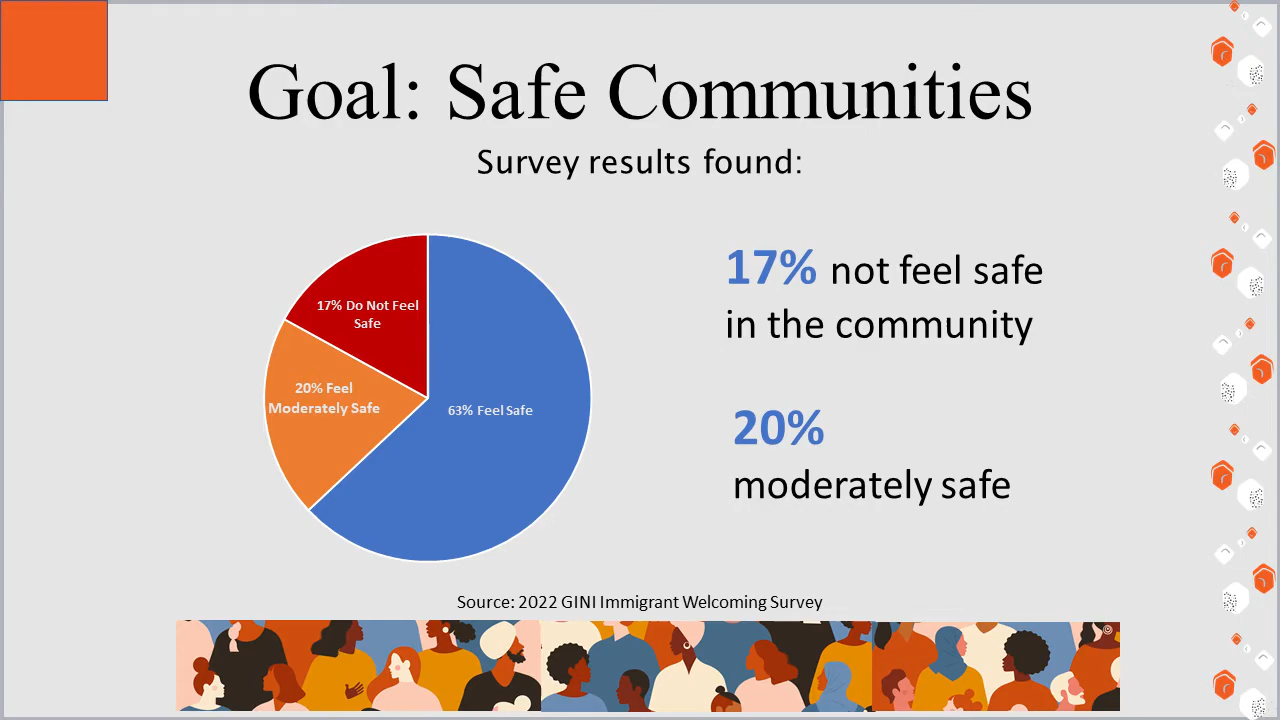 Goal: Safe Communities
Survey results found:
17% Do Not Feel
Safe
20% Feel
Moderately Safe
63% Feel Safe
17% not feel safe
in the community
20%
moderately safe
Source: 2022 GINI Immigrant Welcoming Survey